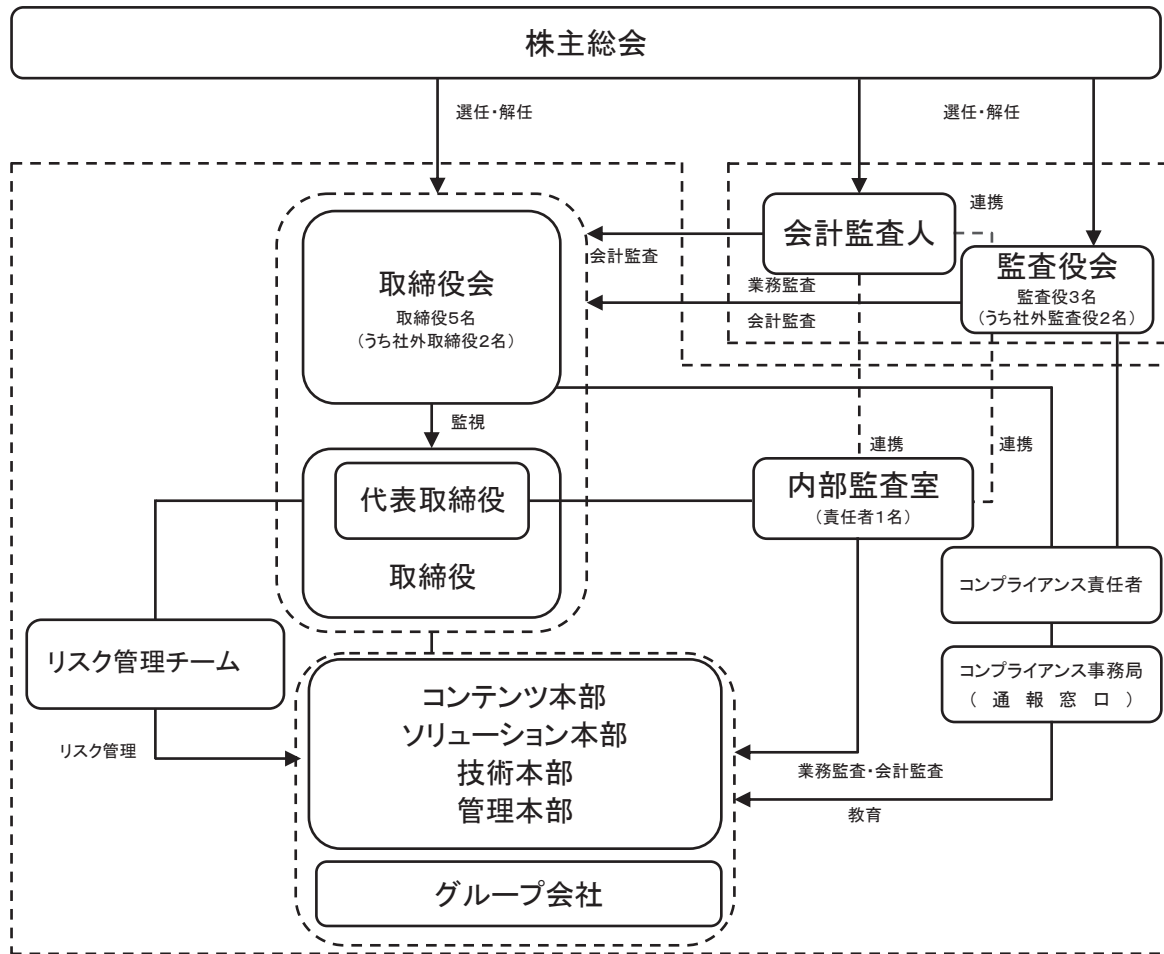 株主総会
選任・解任
選任・解任
会計監査人
連携
会計監査
監査役会
監査役3名
(うち社外監査役2名)
取締役会
取締役5名
(うち社外取締役2名)
業務監査
会計監査
監視
連携
連携
代表取締役
内部監査室
(責任者1名)
取締役
コンプライアンス責任者
リスク管理チーム
コンプライアンス事務局
( 通 報 窓 口 )
コンテンツ本部
ソリューション本部
技術本部
管理本部
リスク管理
業務監査・会計監査
教育
グループ会社